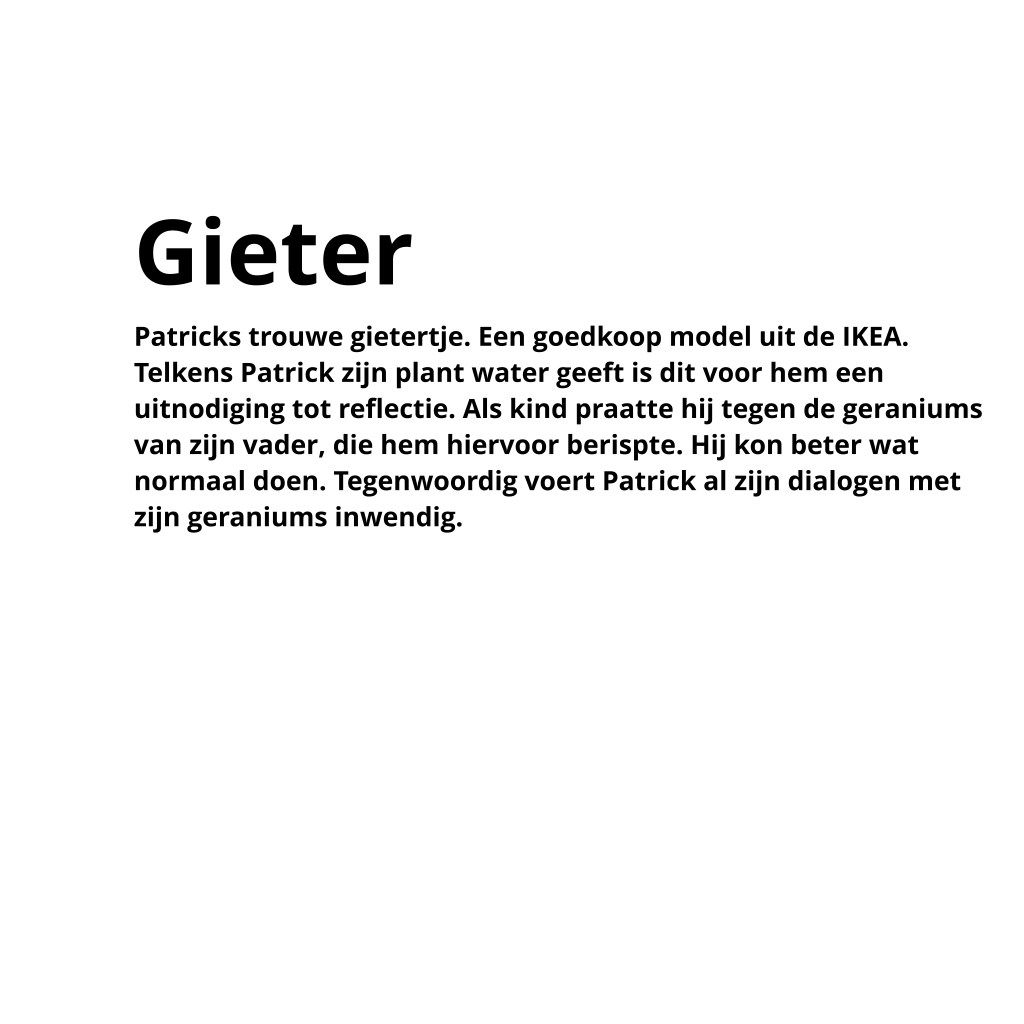 Gieter
Patricks trouwe gietertje. Een goedkoop model uit de IKEA.
Telkens Patrick zijn plant water geeft is dit voor hem een
uitnodiging tot reflectie. Als kind praatte hij tegen de geraniums
van zijn vader, die hem hiervoor berispte. Hij kon beter wat
normaal doen. Tegenwoordig voert Patrick al zijn dialogen met
zijn geraniums inwendig.